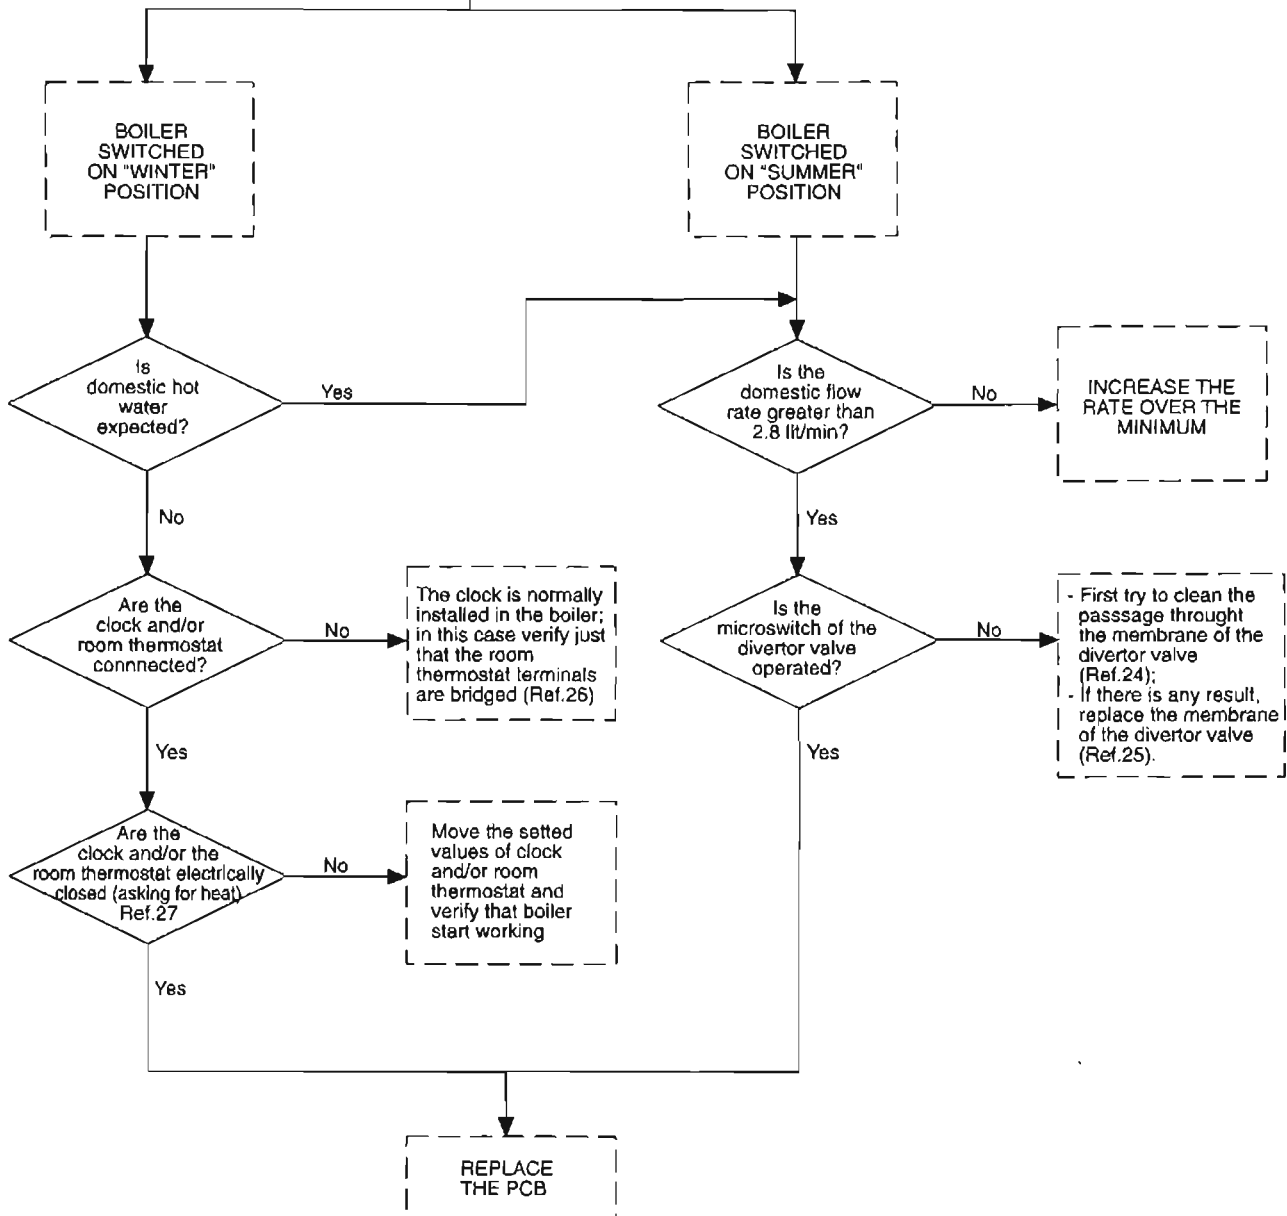 BOILER
SWITCHED
ON "WINTER"
POSITION
BOILER
SWITCHED
ON "SUMMER"
POSITION
Is
domestic hot
water
expected?
Yes
Is the
domestic flow
rate greater than
2.8 lit/min?
No
INCREASE THE
RATE OVER THE
MINIMUM
No
Yes
Are the
clock and/or
room thermostat
connnected?
No
The clock is normally
installed in the boiler;
in this case verify just
that the room
thermostat terminals
are bridged (Ref.26)
Is the
microswitch of the
divertor valve
operated?
No
- First try to clean the
passsage throught
the membrane of the
divertor valve
(Ref.24);
- If there is any result,
replace the membrane
of the divertor valve
(Ref.25).
Yes
Yes
Are the
clock and/or the
room thermostat electrically
closed (asking for heat)
Ref.27
No
Move the setted
values of clock
and/or room
thermostat and
verify that boiler
start working
Yes
REPLACE
THE PCB